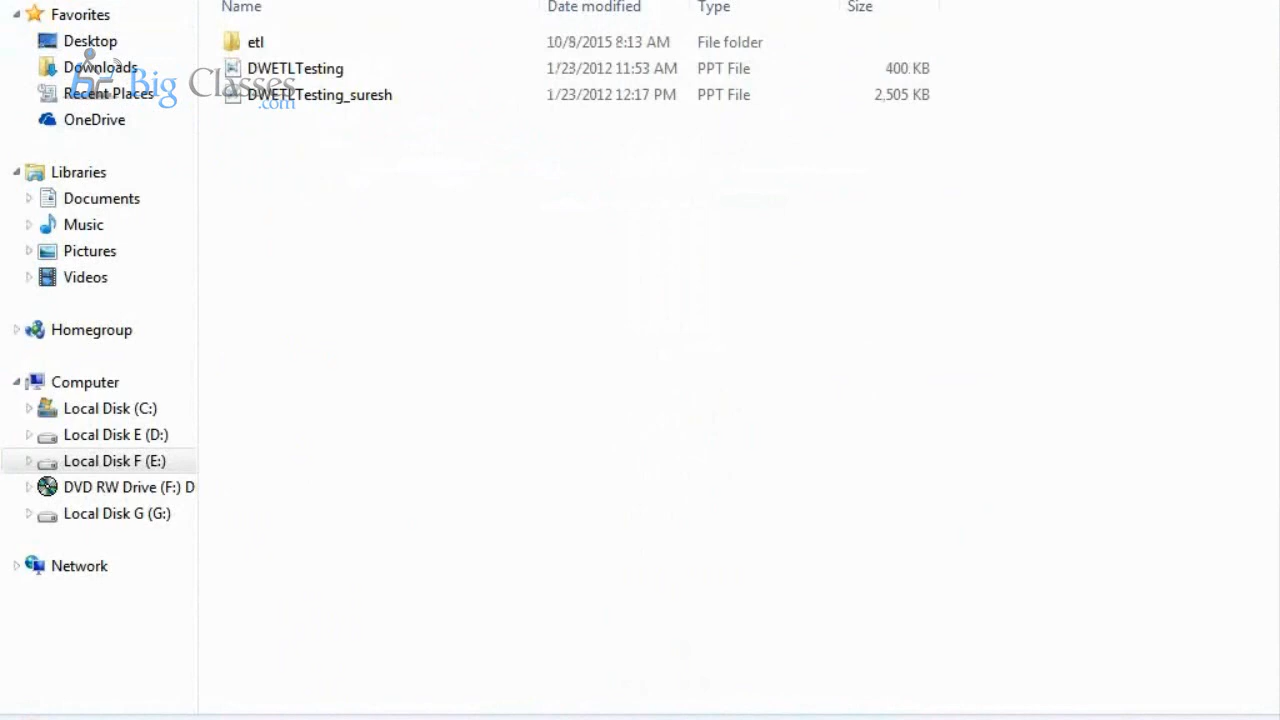 Favorites
Desktop
Downloads
Recent Places
OneDrive
Libraries
Documents
Music
Pictures
Videos
Homegroup
Computer
Local Disk (C:)
Local Disk E (D:)
Local Disk F (E:)
DVD RW Drive (F:) D
Local Disk G (G:)
Network
Big Classes
.com
Name Date modified Type Size
etl 10/8/2015 8:13 AM File folder
DWETLTesting 1/23/2012 11:53 AM PPT File 400 KB
DWETLTesting_suresh 1/23/2012 12:17 PM PPT File 2,505 KB